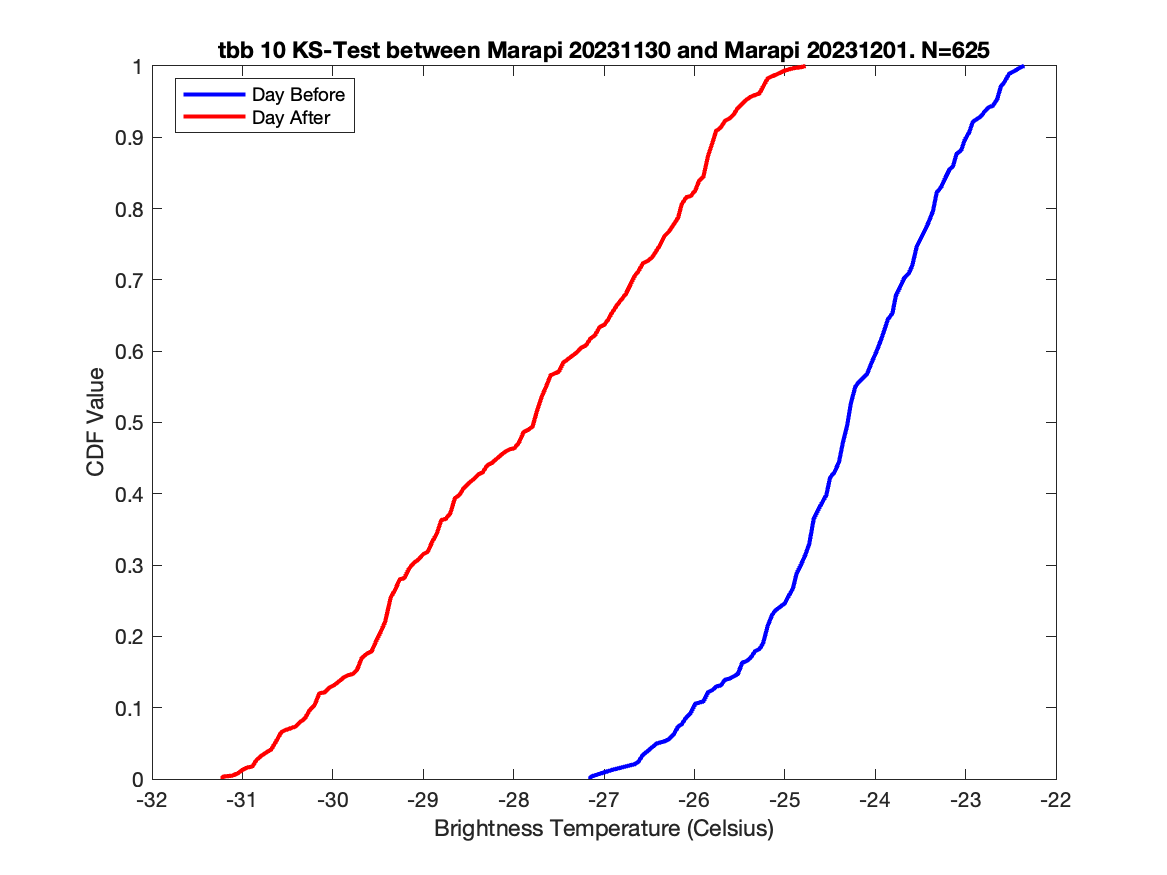 tbb 10 KS-Test between Marapi 20231130 and Marapi 20231201. N=625
Day Before
Day After
1
0.9
0.8
0.7
0.6
0.5
0.4
0.3
0.2
0.1
0
CDF Value
-32 -31 -30 -29 -28 -27 -26 -25 -24 -23 -22
Brightness Temperature (Celsius)